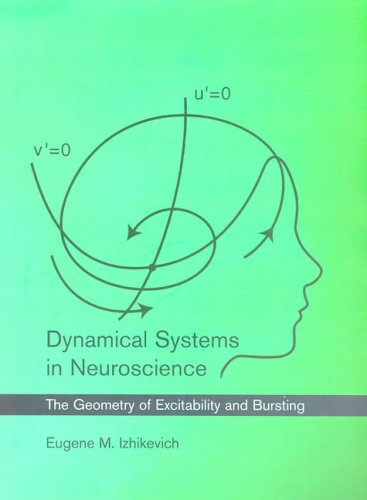 u'=0
v'=0
Dynamical Systems
in Neuroscience
The Geometry of Excitability and Bursting
Eugene M. Izhikevich